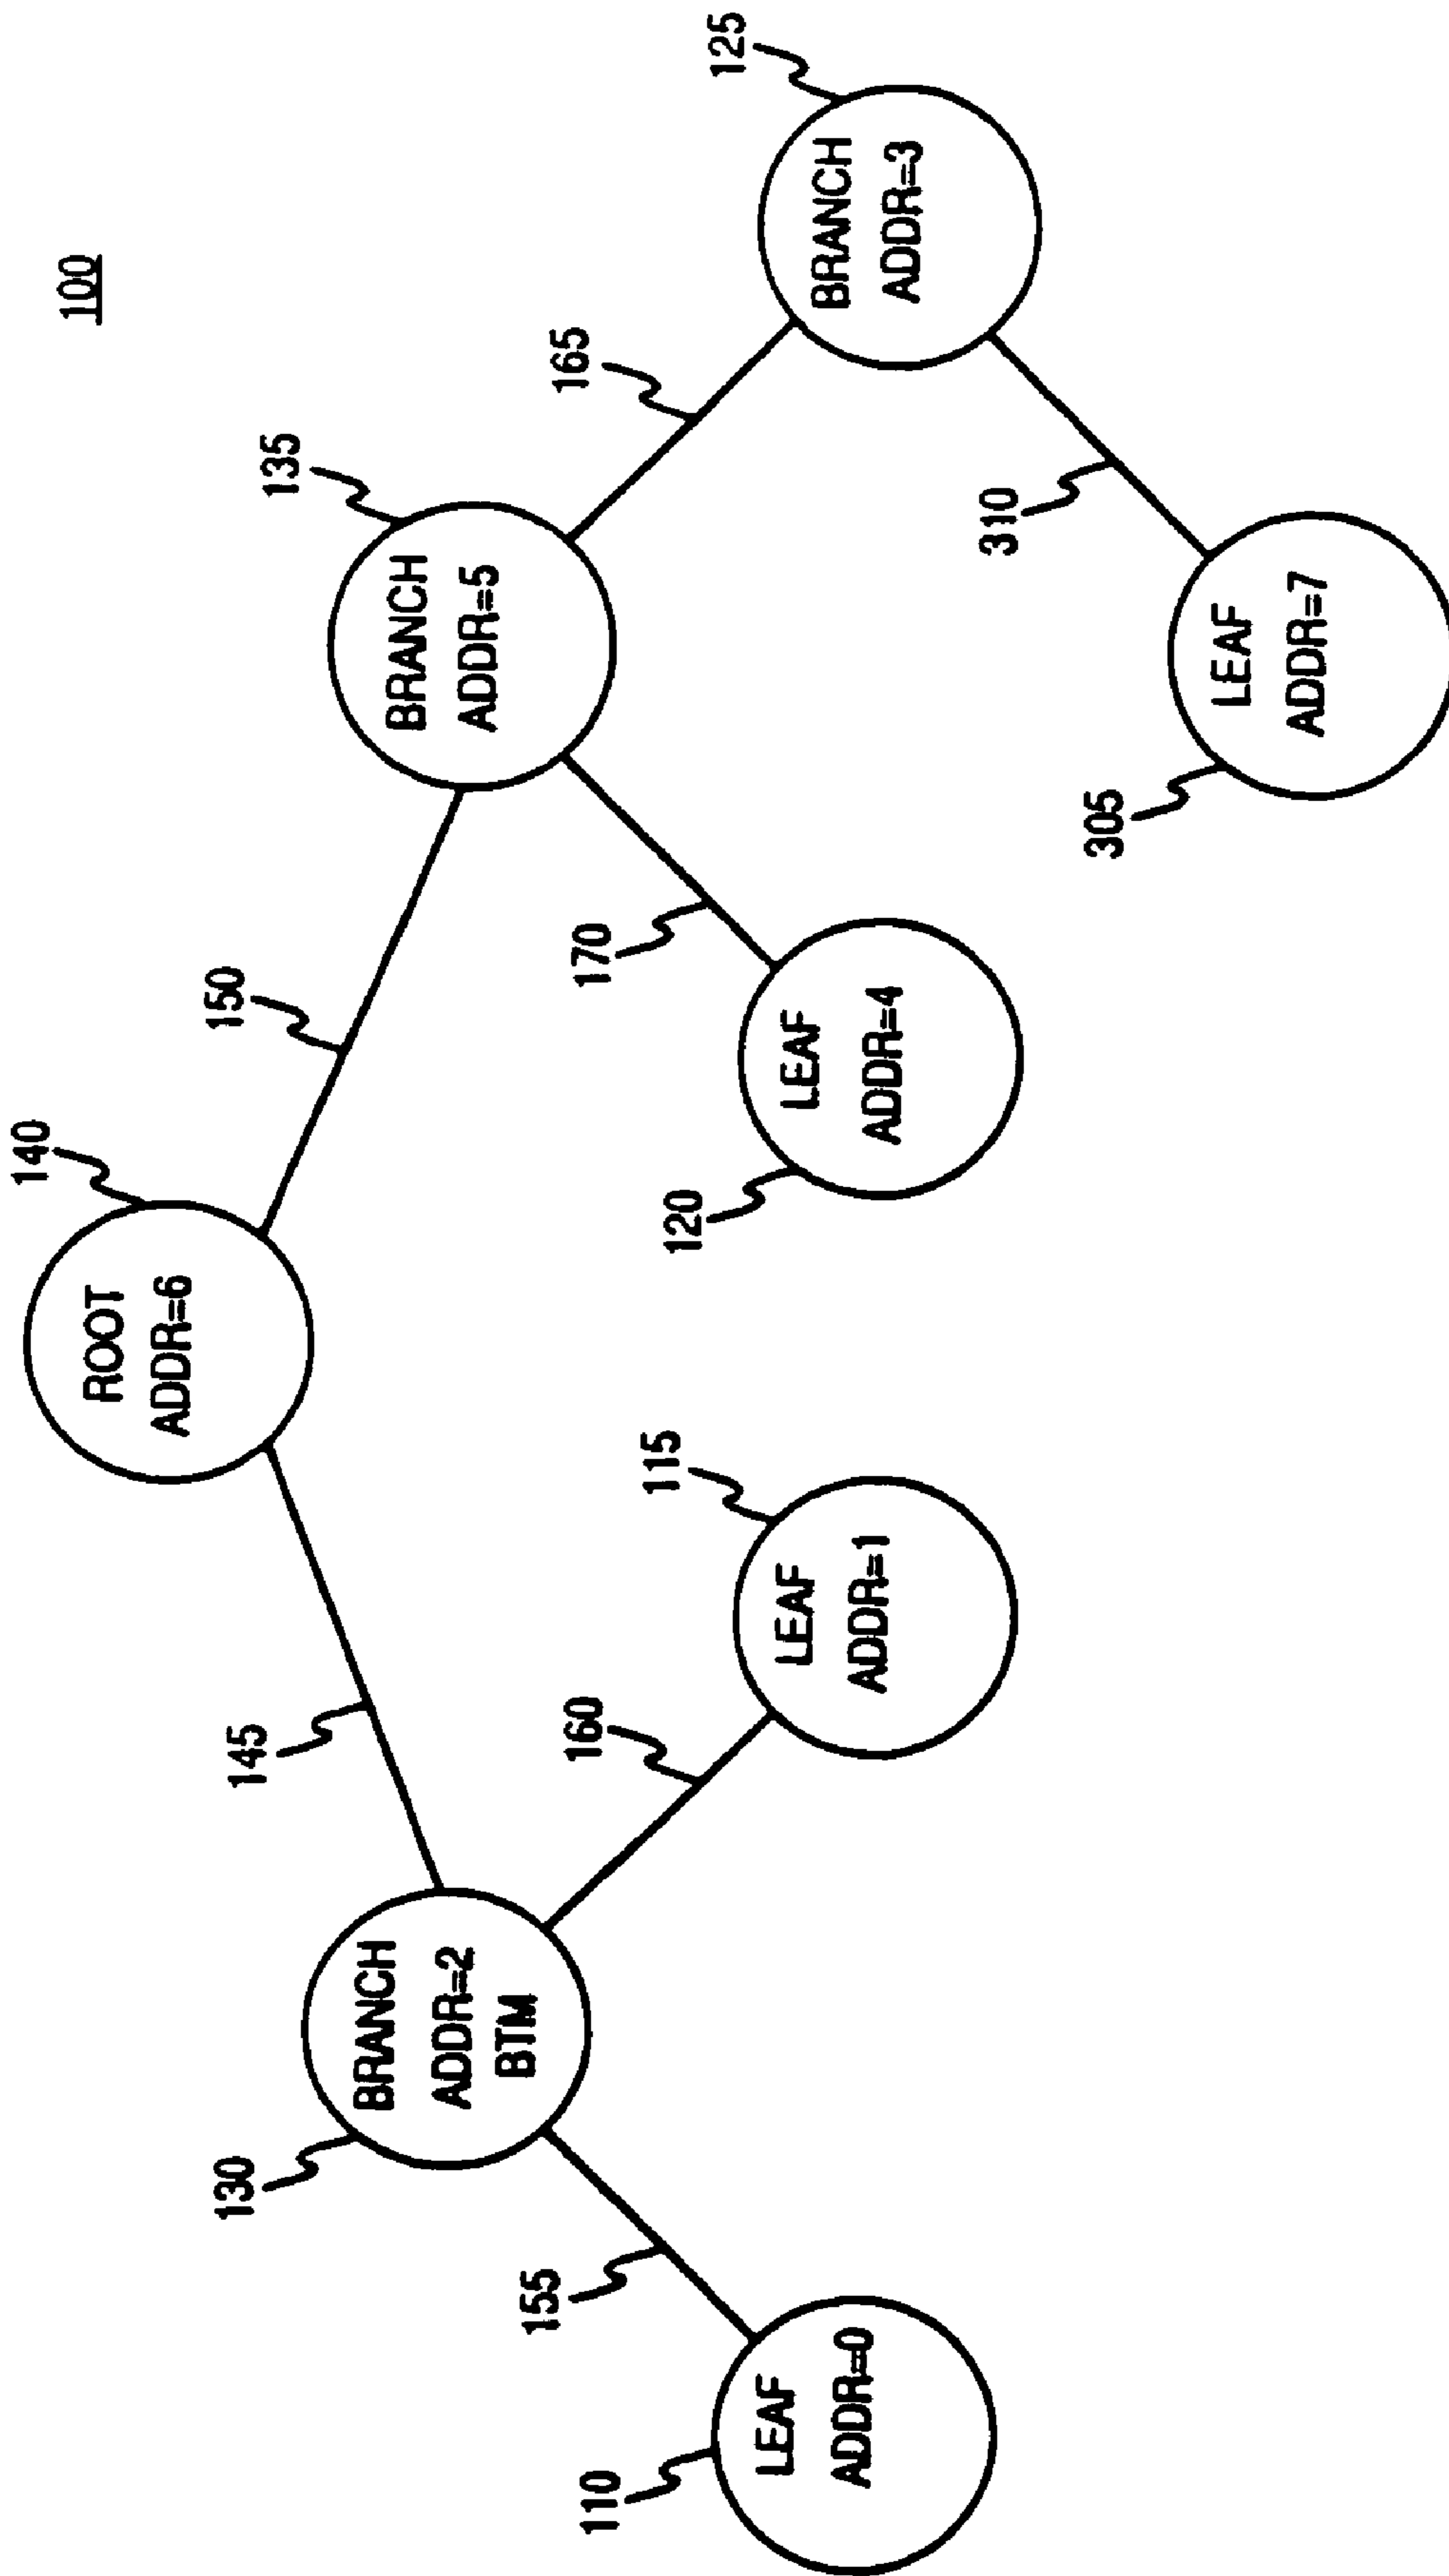 100
140
ROOT
ADDR=6
145
150
130
BRANCH
ADDR=2
BTM
135
BRANCH
ADDR=5
155
160
170
165
110
LEAF
ADDR=0
115
LEAF
ADDR=1
120
LEAF
ADDR=4
125
BRANCH
ADDR=3
310
305
LEAF
ADDR=7